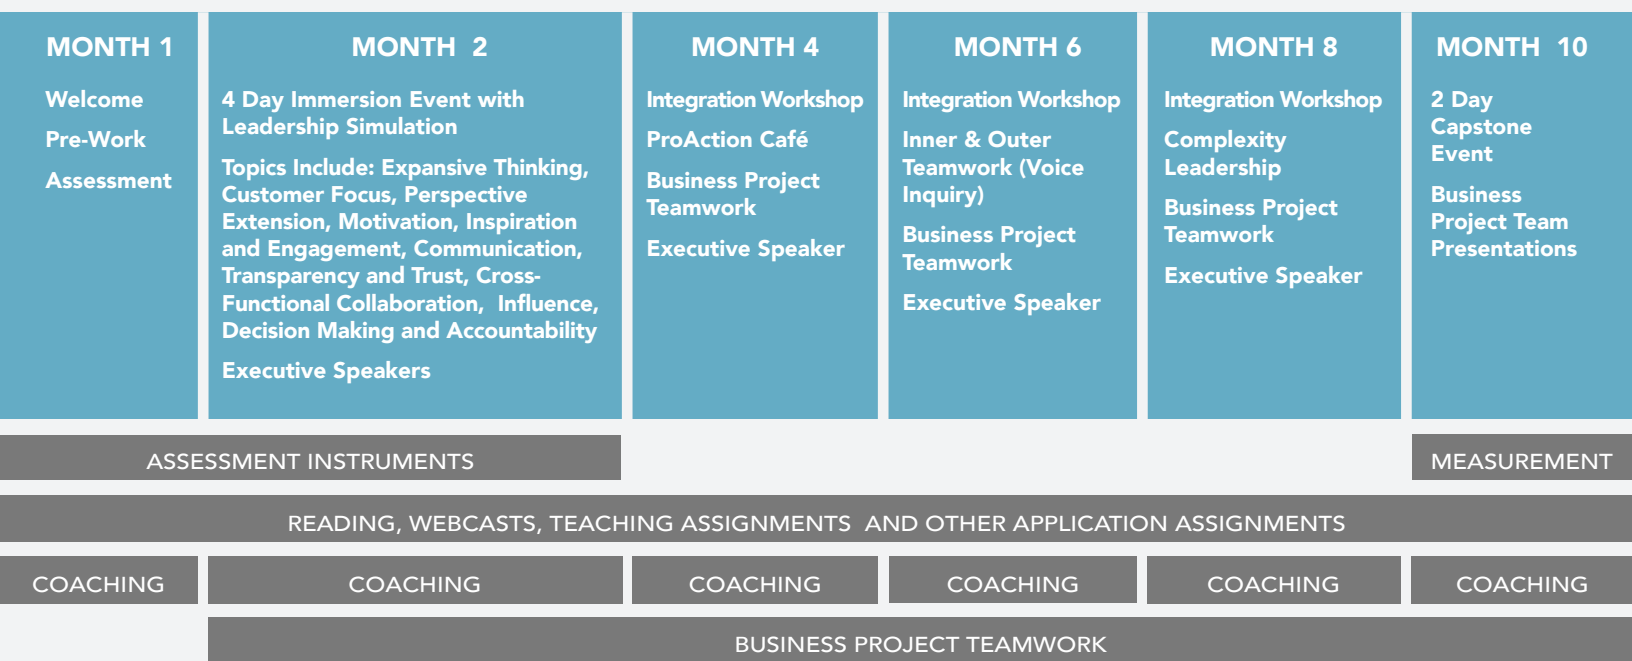 MONTH 1
Welcome
Pre-Work
Assessment
MONTH 2
4 Day Immersion Event with
Leadership Simulation
Topics Include: Expansive Thinking,
Customer Focus, Perspective
Extension, Motivation, Inspiration
and Engagement, Communication,
Transparency and Trust, Cross-
Functional Collaboration, Influence,
Decision Making and Accountability
Executive Speakers
MONTH 4
Integration Workshop
ProAction Café
Business Project
Teamwork
Executive Speaker
MONTH 6
Integration Workshop
Inner & Outer
Teamwork (Voice
Inquiry)
Business Project
Teamwork
Executive Speaker
MONTH 8
Integration Workshop
Complexity
Leadership
Business Project
Teamwork
Executive Speaker
MONTH 10
2 Day
Capstone
Event
Business
Project Team
Presentations
ASSESSMENT INSTRUMENTS
MEASUREMENT
READING, WEBCASTS, TEACHING ASSIGNMENTS AND OTHER APPLICATION ASSIGNMENTS
COACHING
COACHING
COACHING
COACHING
COACHING
COACHING
BUSINESS PROJECT TEAMWORK